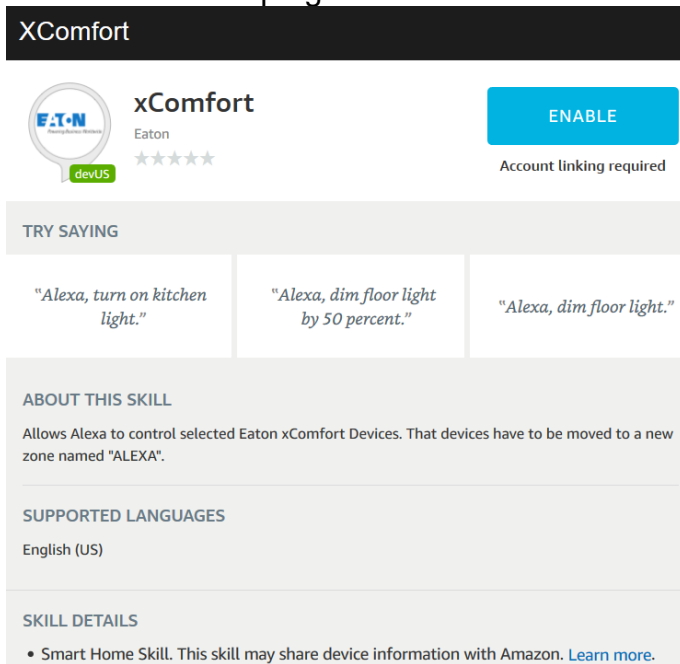 XComfort
xComfort
Eaton
ENABLE
Account linking required
devUS
TRY SAYING
"Alexa, turn on kitchen
light."
"Alexa, dim floor light
by 50 percent."
"Alexa, dim floor light."
ABOUT THIS SKILL
Allows Alexa to control selected Eaton xComfort Devices. That devices have to be moved to a new
zone named "ALEXA".
SUPPORTED LANGUAGES
English (US)
SKILL DETAILS
• Smart Home Skill. This skill may share device information with Amazon. Learn more.